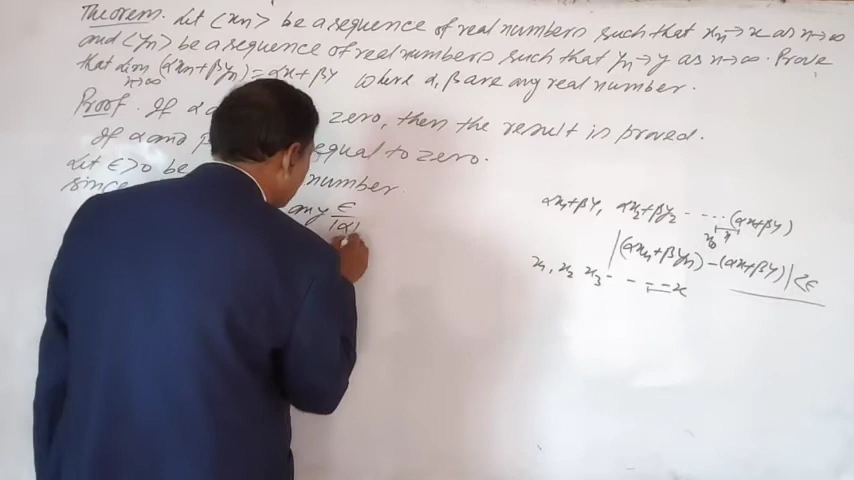 Theorem. Let <xn> be a sequence of real numbers such that xn→x as n→∞
and <yn> be a sequence of real numbers such that yn→y as n→∞. Prove
that lim n→∞ (αxn+βyn) = αx+βy where α, β are any real number.
Proof. If α zero, then the result is proved.
If α and equal to zero.
Let ϵ>0 be number.
since any ϵ/|α|
αx1+βy1, αx2+βy2 - - .... (αx+βy)
|(αxn+βyn)-(αx+βy)|<ϵ
x1, x2 x3 - - - - - x